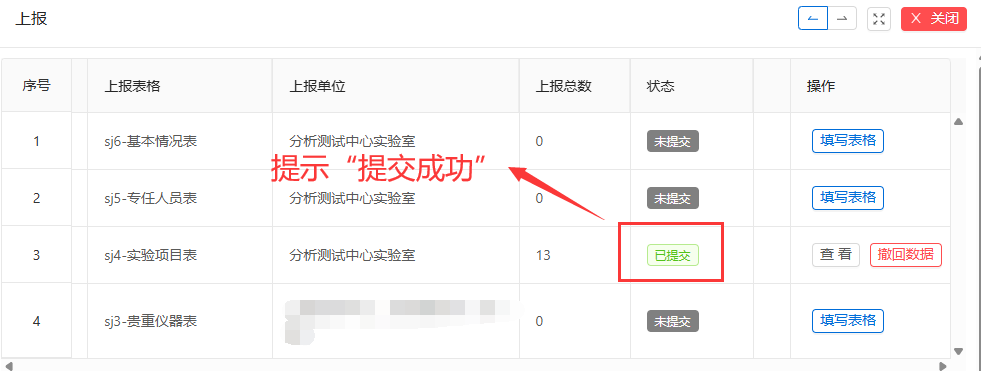 上报
X 关闭
序号 上报表格 上报单位 上报总数 状态 操作
1 sj6-基本情况表 分析测试中心实验室 0 未提交 填写表格
提示“提交成功”
2 sj5-专任人员表 分析测试中心实验室 0 未提交 填写表格
3 sj4-实验项目表 分析测试中心实验室 13 已提交 查 看 撤回数据
4 sj3-贵重仪器表 0 未提交 填写表格